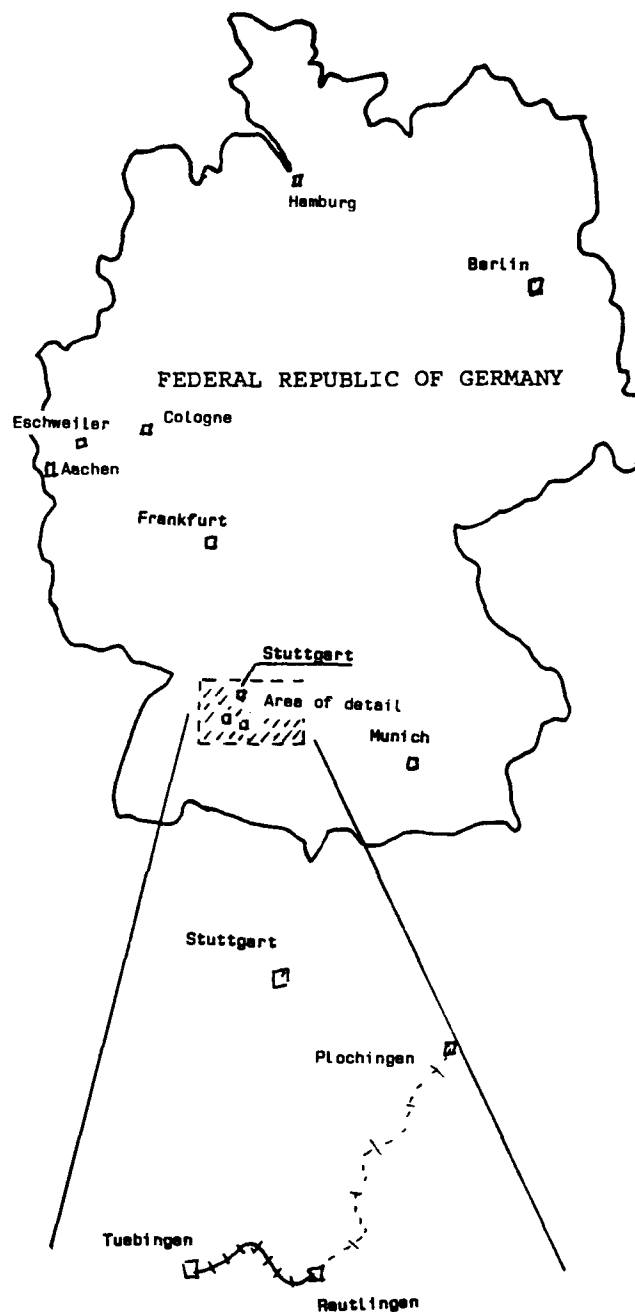 Hamburg
Berlin
FEDERAL REPUBLIC OF GERMANY
Eschweiler
Cologne
Aachen
Frankfurt
Stuttgart
Area of detail
Munich
Stuttgart
Plochingen
Tuebingen
Reutlingen